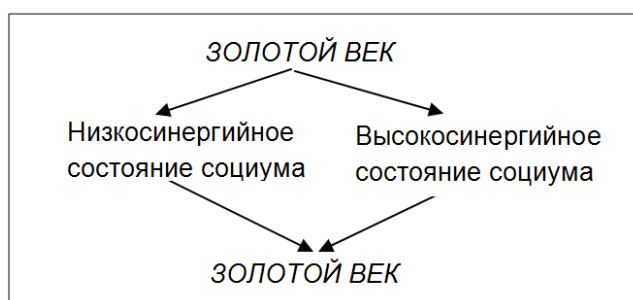 ЗОЛОТОЙ ВЕК
Низкосинергийное
состояние социума
Высокосинергийное
состояние социума
ЗОЛОТОЙ ВЕК